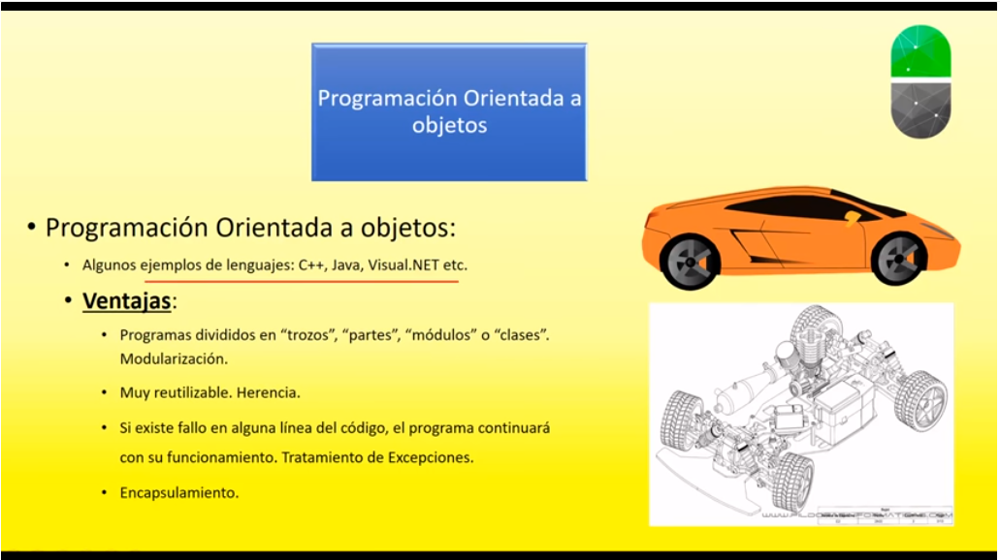 Programación Orientada a
objetos
• Programación Orientada a objetos:
• Algunos ejemplos de lenguajes: C++, Java, Visual.NET etc.
• Ventajas:
• Programas divididos en “trozos”, “partes”, “módulos” o “clases”.
Modularización.
• Muy reutilizable. Herencia.
• Si existe fallo en alguna línea del código, el programa continuará
con su funcionamiento. Tratamiento de Excepciones.
• Encapsulamiento.